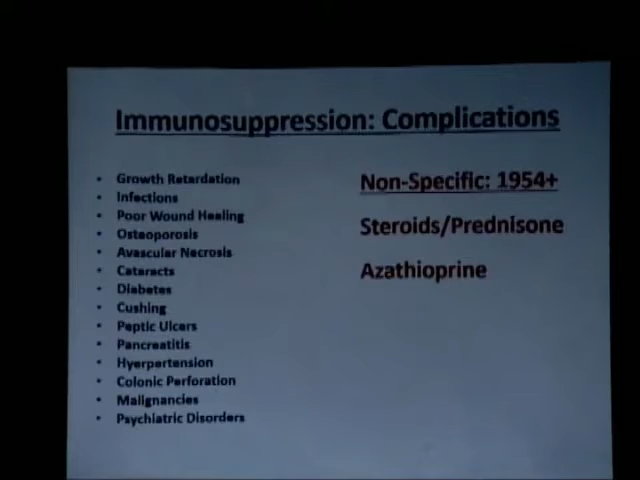 Immunosuppression: Complications
• Growth Retardation
• Infections
• Poor Wound Healing
• Osteoporosis
• Avascular Necrosis
• Cataracts
• Diabetes
• Cushing
• Peptic Ulcers
• Pancreatitis
• Hyerpertension
• Colonic Perforation
• Malignancies
• Psychiatric Disorders
Non-Specific: 1954+
Steroids/Prednisone
Azathioprine